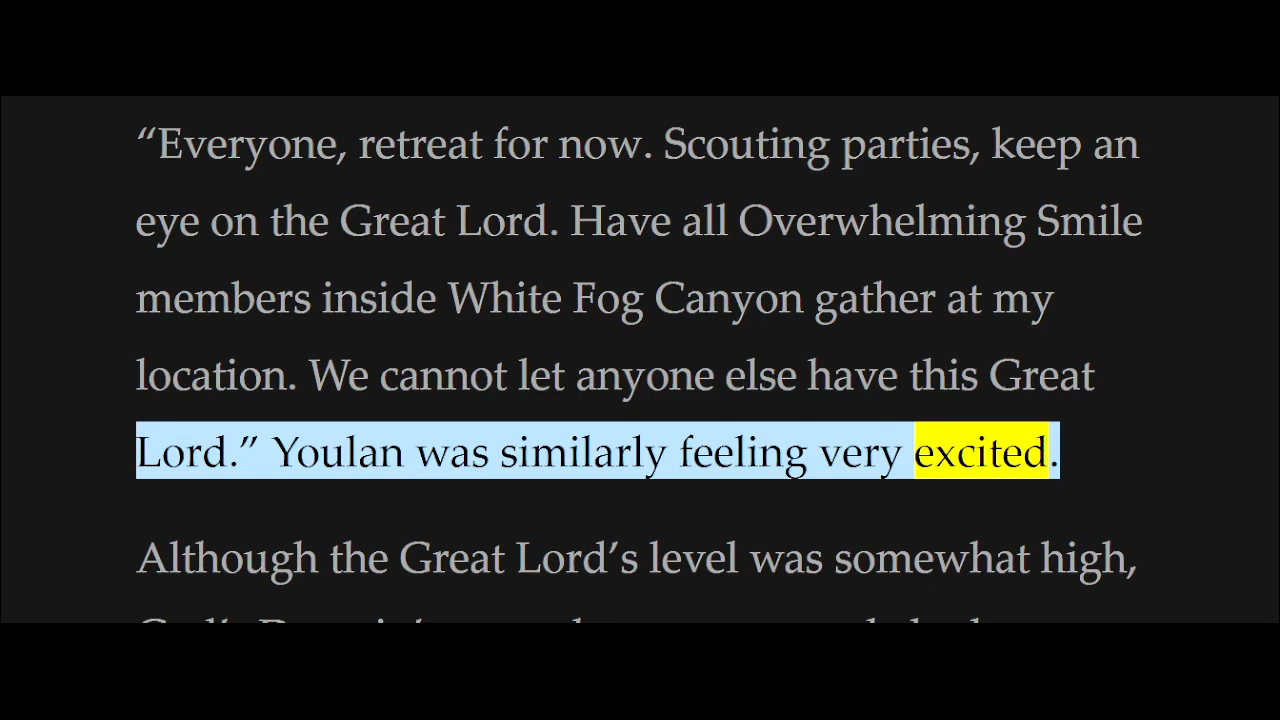 “Everyone, retreat for now. Scouting parties, keep an
eye on the Great Lord. Have all Overwhelming Smile
members inside White Fog Canyon gather at my
location. We cannot let anyone else have this Great
Lord.” Youlan was similarly feeling very excited.
Although the Great Lord’s level was somewhat high,